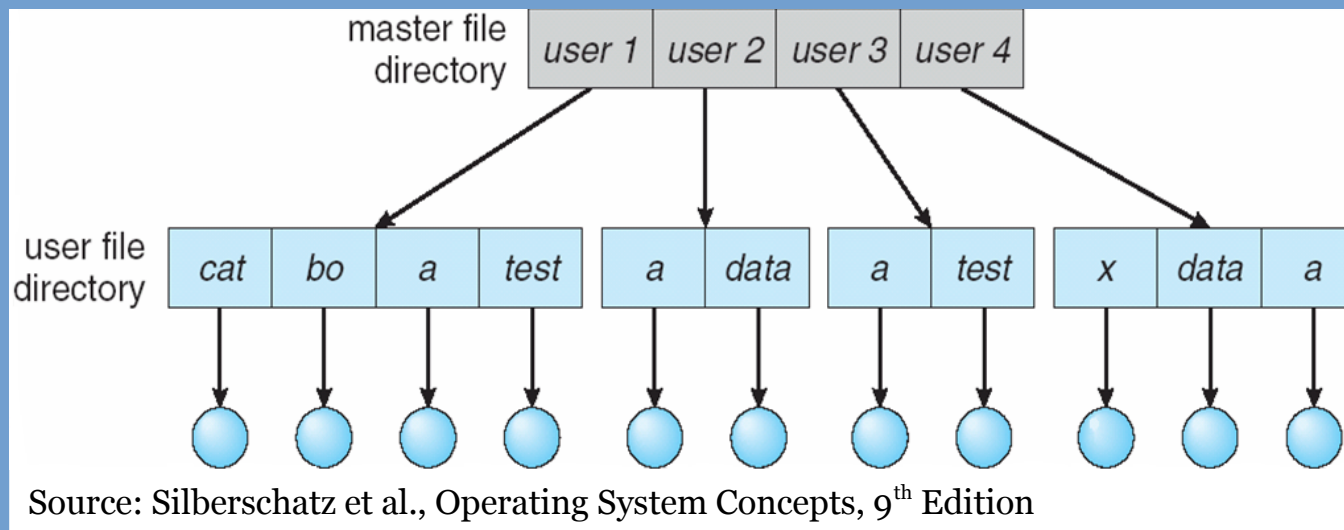 master file
directory
user 1 user 2 user 3 user 4
user file
directory
cat bo a test a data a test x data a
Source: Silberschatz et al., Operating System Concepts, 9th Edition